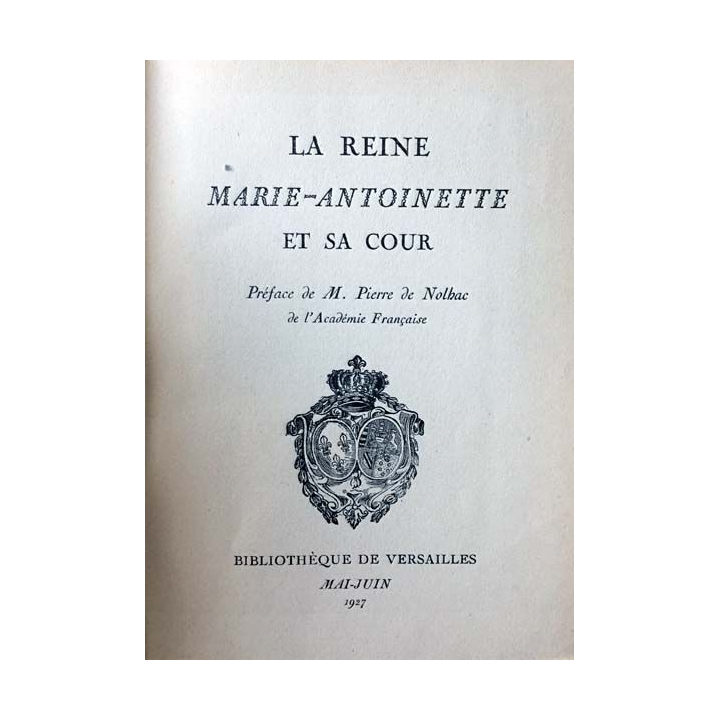 LA REINE
MARIE-ANTOINETTE
ET SA COUR
Préface de M. Pierre de Nolhac
de l'Académie Française
BIBLIOTHÈQUE DE VERSAILLES
MAI-JUIN
1927